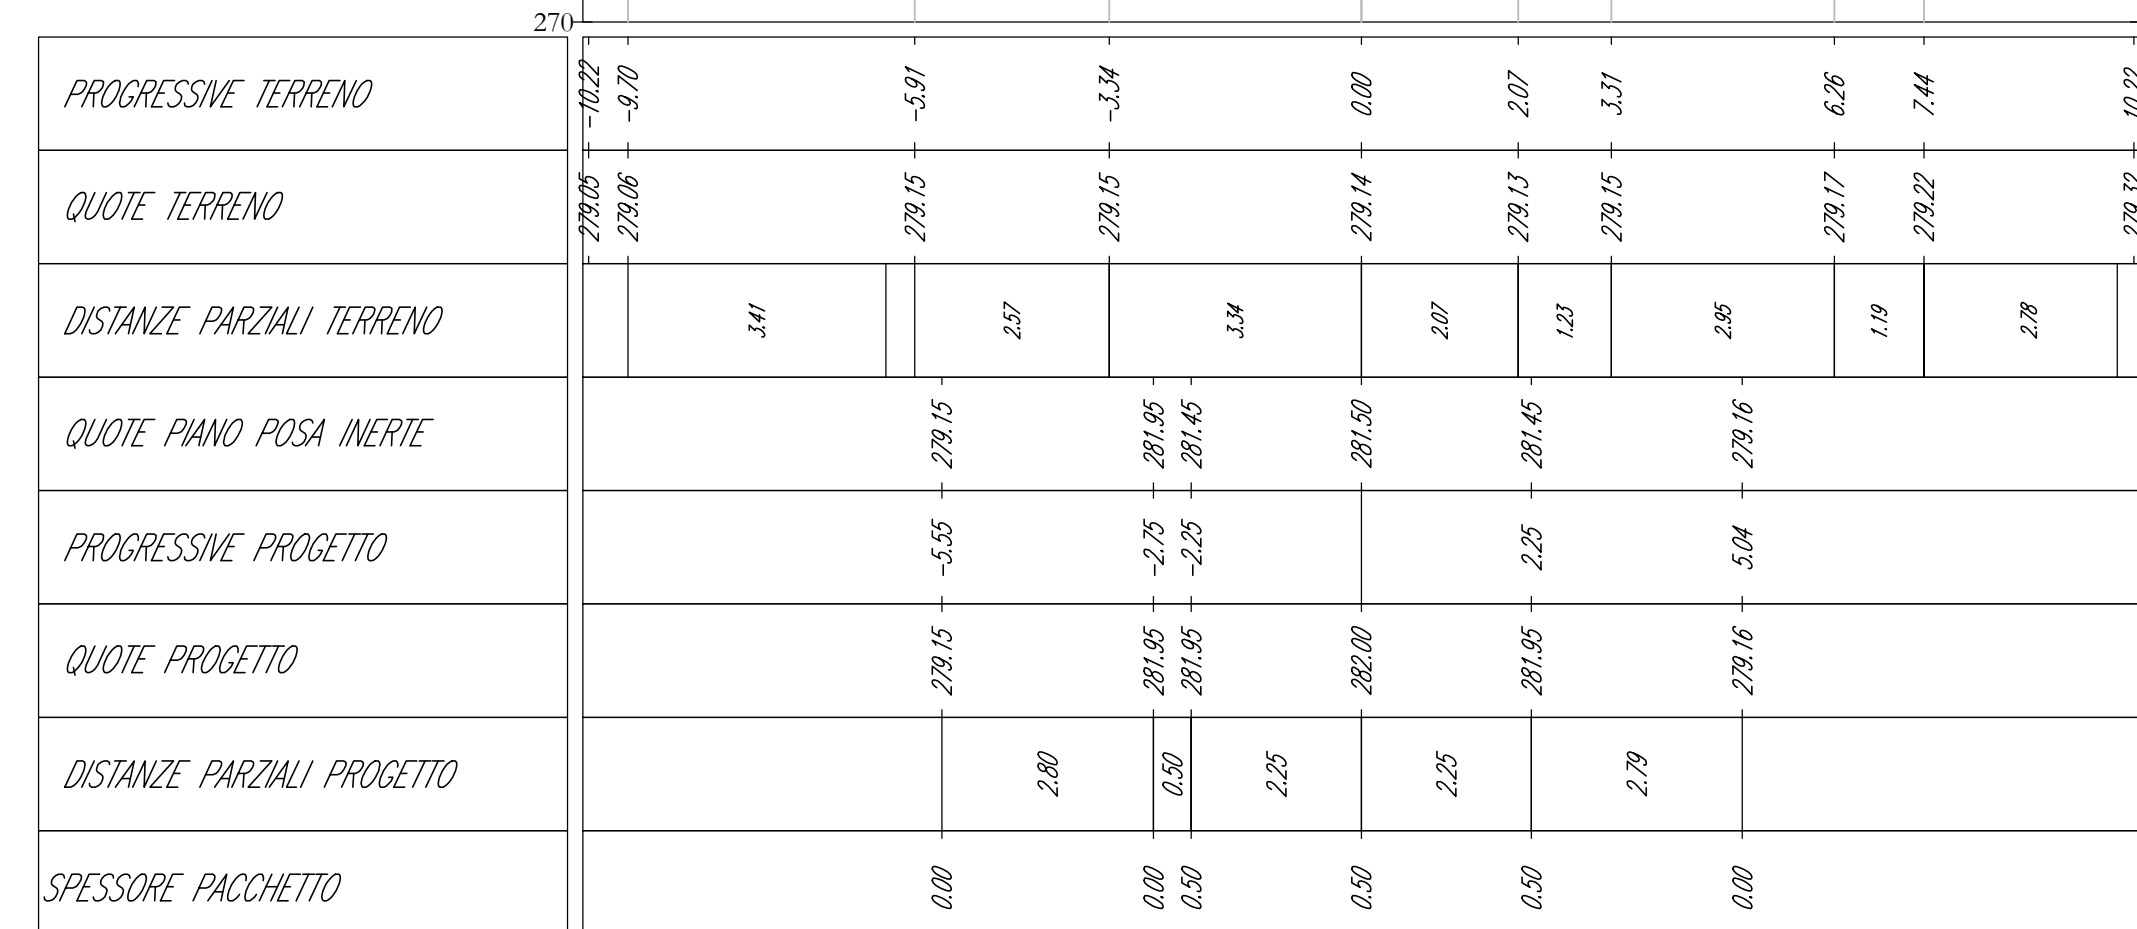 270
PROGRESSIVE TERRENO -10.22 -9.70 -5.91 -3.34 0.00 2.07 3.31 6.26 7.44 10.22
QUOTE TERRENO 279.05 279.06 279.15 279.15 279.14 279.13 279.15 279.17 279.22 279.32
DISTANZE PARZIALI TERRENO 3.41 2.57 3.34 2.07 1.23 2.95 1.19 2.78
QUOTE PIANO POSA INERTE 279.15 281.95 281.45 281.50 281.45 279.16
PROGRESSIVE PROGETTO -5.55 -2.75 -2.25 2.25 5.04
QUOTE PROGETTO 279.15 281.95 281.95 282.00 281.95 279.16
DISTANZE PARZIALI PROGETTO 2.80 0.50 2.25 2.25 2.79
SPESSORE PACCHETTO 0.00 0.00 0.50 0.50 0.50 0.00